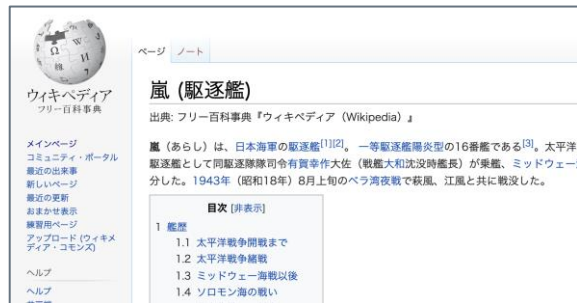 ウィキペディア
フリー百科事典
メインページ
コミュニティ・ポータル
最近の出来事
新しいページ
最近の更新
おまかせ表示
練習用ページ
アップロード (ウィキメ
ディア・コモンズ)
ヘルプ
ヘルプ
ページ ノート
嵐 (駆逐艦)
出典: フリー百科事典『ウィキペディア（Wikipedia）』
嵐（あらし）は、日本海軍の駆逐艦[1][2]。 一等駆逐艦陽炎型の16番艦である[3]。太平洋
駆逐艦として同駆逐隊隊司令有賀幸作大佐（戦艦大和沈没時艦長）が乗艦、ミッドウェー
分した。1943年（昭和18年）8月上旬のベラ湾夜戦で萩風、江風と共に戦没した。
目次 [非表示]
1 艦歴
1.1 太平洋戦争開戦まで
1.2 太平洋戦争緒戦
1.3 ミッドウェー海戦以後
1.4 ソロモン海の戦い